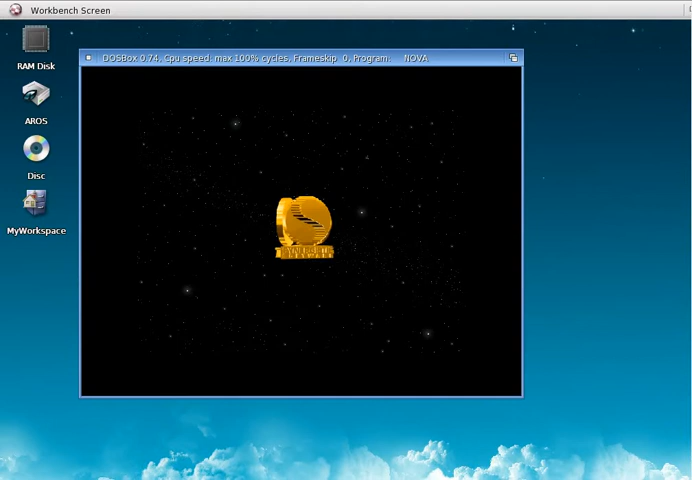 Workbench Screen
RAM Disk
AROS
Disc
MyWorkspace
DOSBox 0.74, Cpu speed: max 100% cycles, Frameskip  0, Program:     NOVA